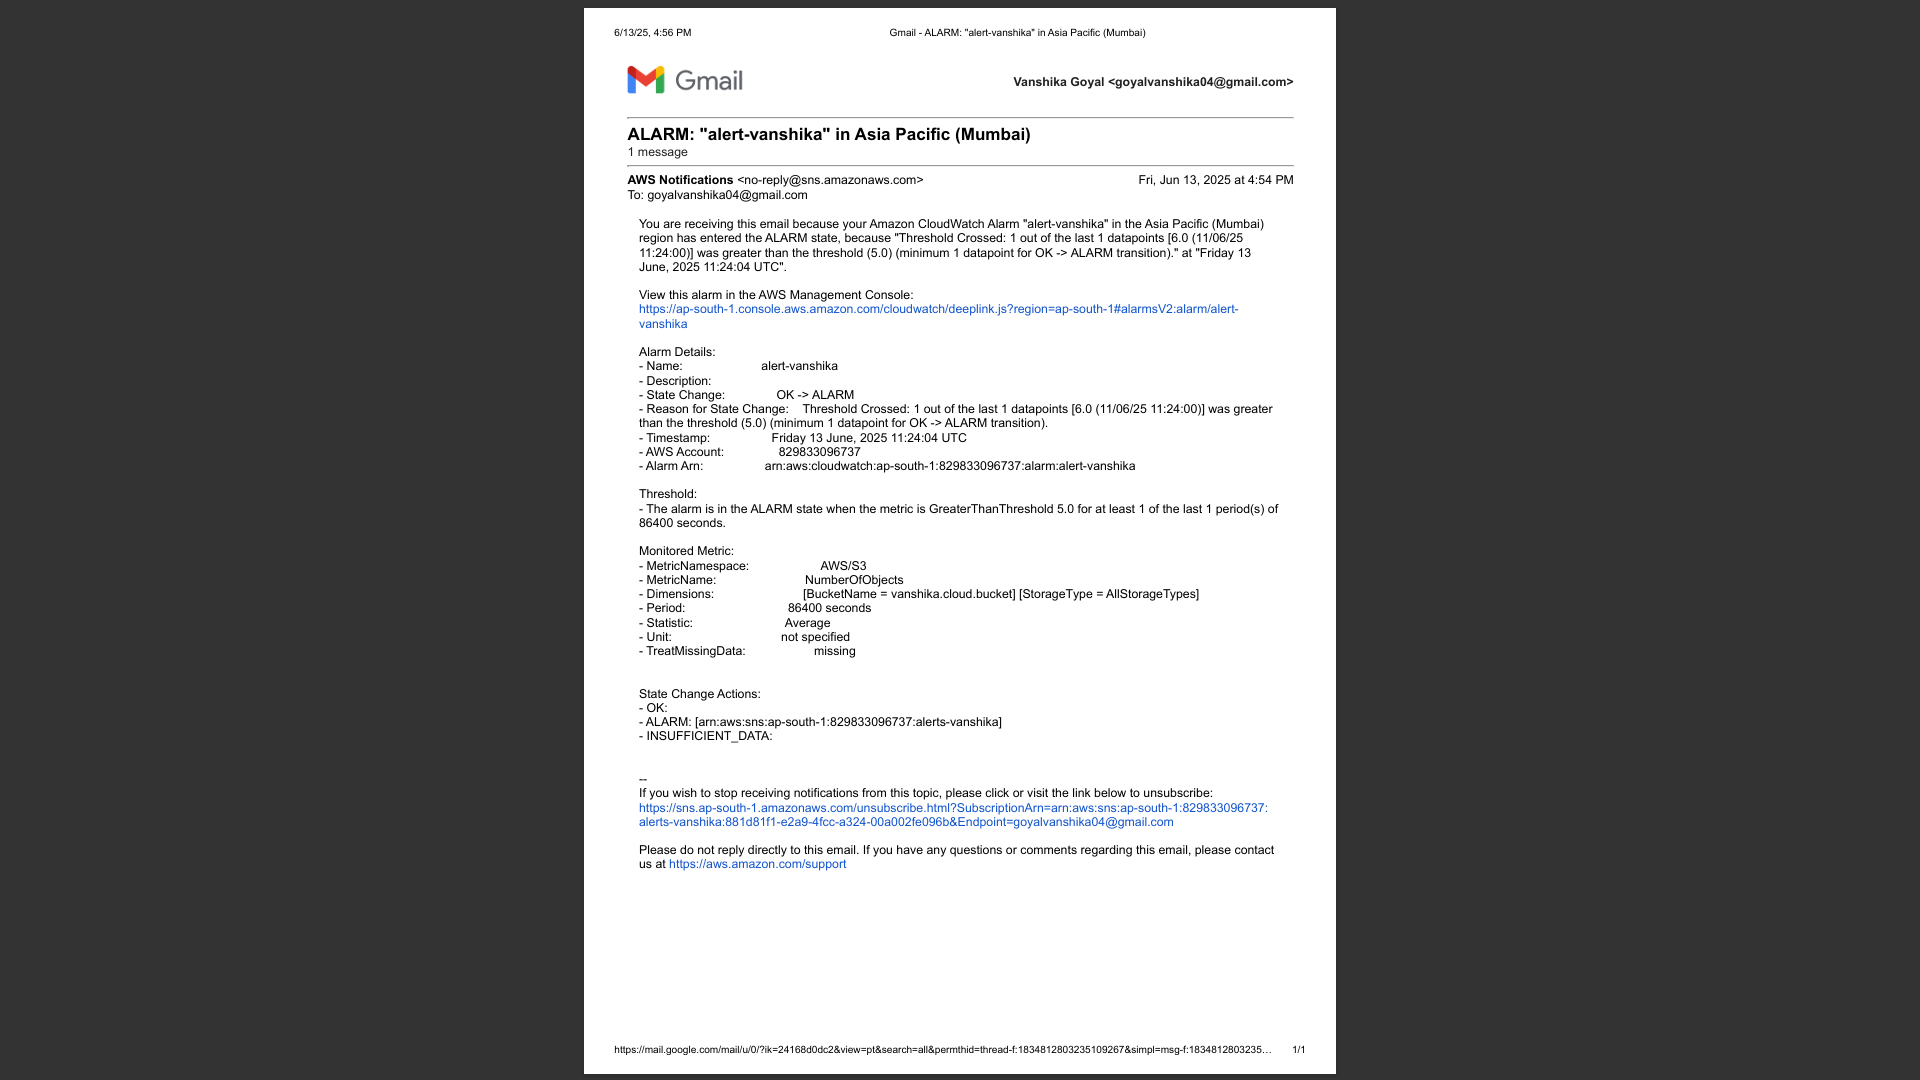 6/13/25, 4:56 PM Gmail - ALARM: "alert-vanshika" in Asia Pacific (Mumbai)
Gmail Vanshika Goyal <goyalvanshika04@gmail.com>
ALARM: "alert-vanshika" in Asia Pacific (Mumbai)
1 message
AWS Notifications <no-reply@sns.amazonaws.com> Fri, Jun 13, 2025 at 4:54 PM
To: goyalvanshika04@gmail.com
You are receiving this email because your Amazon CloudWatch Alarm "alert-vanshika" in the Asia Pacific (Mumbai)
region has entered the ALARM state, because "Threshold Crossed: 1 out of the last 1 datapoints [6.0 (11/06/25
11:24:00)] was greater than the threshold (5.0) (minimum 1 datapoint for OK -> ALARM transition)." at "Friday 13
June, 2025 11:24:04 UTC".
View this alarm in the AWS Management Console:
https://ap-south-1.console.aws.amazon.com/cloudwatch/deeplink.js?region=ap-south-1#alarmsV2:alarm/alert-
vanshika
Alarm Details:
- Name: alert-vanshika
- Description:
- State Change: OK -> ALARM
- Reason for State Change: Threshold Crossed: 1 out of the last 1 datapoints [6.0 (11/06/25 11:24:00)] was greater
than the threshold (5.0) (minimum 1 datapoint for OK -> ALARM transition).
- Timestamp: Friday 13 June, 2025 11:24:04 UTC
- AWS Account: 829833096737
- Alarm Arn: arn:aws:cloudwatch:ap-south-1:829833096737:alarm:alert-vanshika
Threshold:
- The alarm is in the ALARM state when the metric is GreaterThanThreshold 5.0 for at least 1 of the last 1 period(s) of
86400 seconds.
Monitored Metric:
- MetricNamespace: AWS/S3
- MetricName: NumberOfObjects
- Dimensions: [BucketName = vanshika.cloud.bucket] [StorageType = AllStorageTypes]
- Period: 86400 seconds
- Statistic: Average
- Unit: not specified
- TreatMissingData: missing
State Change Actions:
- OK:
- ALARM: [arn:aws:sns:ap-south-1:829833096737:alerts-vanshika]
- INSUFFICIENT_DATA:
--
If you wish to stop receiving notifications from this topic, please click or visit the link below to unsubscribe:
https://sns.ap-south-1.amazonaws.com/unsubscribe.html?SubscriptionArn=arn:aws:sns:ap-south-1:829833096737:
alerts-vanshika:881d81f1-e2a9-4fcc-a324-00a002fe096b&Endpoint=goyalvanshika04@gmail.com
Please do not reply directly to this email. If you have any questions or comments regarding this email, please contact
us at https://aws.amazon.com/support
https://mail.google.com/mail/u/0/?ik=24168d0dc2&view=pt&search=all&permthid=thread-f:1834812803235109267&simpl=msg-f:1834812803235… 1/1